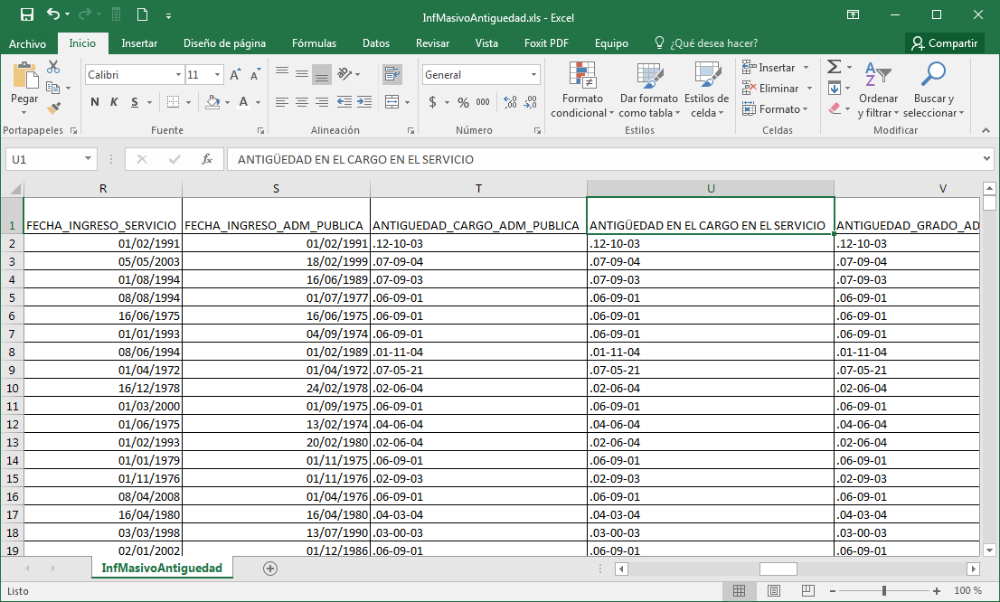 InfMasivoAntiguedad.xls - Excel
Archivo Inicio Insertar Diseño de página Fórmulas Datos Revisar Vista Foxit PDF Equipo ¿Qué desea hacer? Compartir
Pegar
Calibri 11
N K S
A A
A
General
$ % 000
Formato condicional
Dar formato como tabla
Estilos de celda
Insertar
Eliminar
Formato
Σ
Ordenar y filtrar
Buscar y seleccionar
Portapapeles Fuente Alineación Número Estilos Celdas Modificar
U1 fx ANTIGÜEDAD EN EL CARGO EN EL SERVICIO
R S T U V
1 FECHA_INGRESO_SERVICIO FECHA_INGRESO_ADM_PUBLICA ANTIGUEDAD_CARGO_ADM_PUBLICA ANTIGÜEDAD EN EL CARGO EN EL SERVICIO ANTIGUEDAD_GRADO_AD
2 01/02/1991 01/02/1991 .12-10-03 .12-10-03 .12-10-03
3 05/05/2003 18/02/1999 .07-09-04 .07-09-04 .07-09-04
4 01/08/1994 16/06/1989 .07-09-03 .07-09-03 .07-09-03
5 08/08/1994 01/07/1977 .06-09-01 .06-09-01 .06-09-01
6 16/06/1975 16/06/1975 .06-09-01 .06-09-01 .06-09-01
7 01/01/1993 04/09/1974 .06-09-01 .06-09-01 .06-09-01
8 08/06/1994 01/02/1989 .01-11-04 .01-11-04 .01-11-04
9 01/04/1972 01/04/1972 .07-05-21 .07-05-21 .07-05-21
10 16/12/1978 24/02/1978 .02-06-04 .02-06-04 .02-06-04
11 01/03/2000 01/09/1975 .06-09-01 .06-09-01 .06-09-01
12 01/06/1975 13/02/1974 .04-06-04 .04-06-04 .04-06-04
13 01/02/1993 20/02/1980 .02-06-04 .02-06-04 .02-06-04
14 01/01/1979 01/11/1975 .06-09-01 .06-09-01 .06-09-01
15 01/11/1976 01/11/1976 .02-09-03 .02-09-03 .02-09-03
16 08/04/2008 01/04/1976 .06-09-01 .06-09-01 .06-09-01
17 16/04/1980 16/04/1980 .04-03-04 .04-03-04 .04-03-04
18 03/03/1998 13/07/1990 .03-00-03 .03-00-03 .03-00-03
19 02/01/2002 01/12/1986 .06-09-01 .06-09-01 .06-09-01
InfMasivoAntiguedad
Listo 100 %